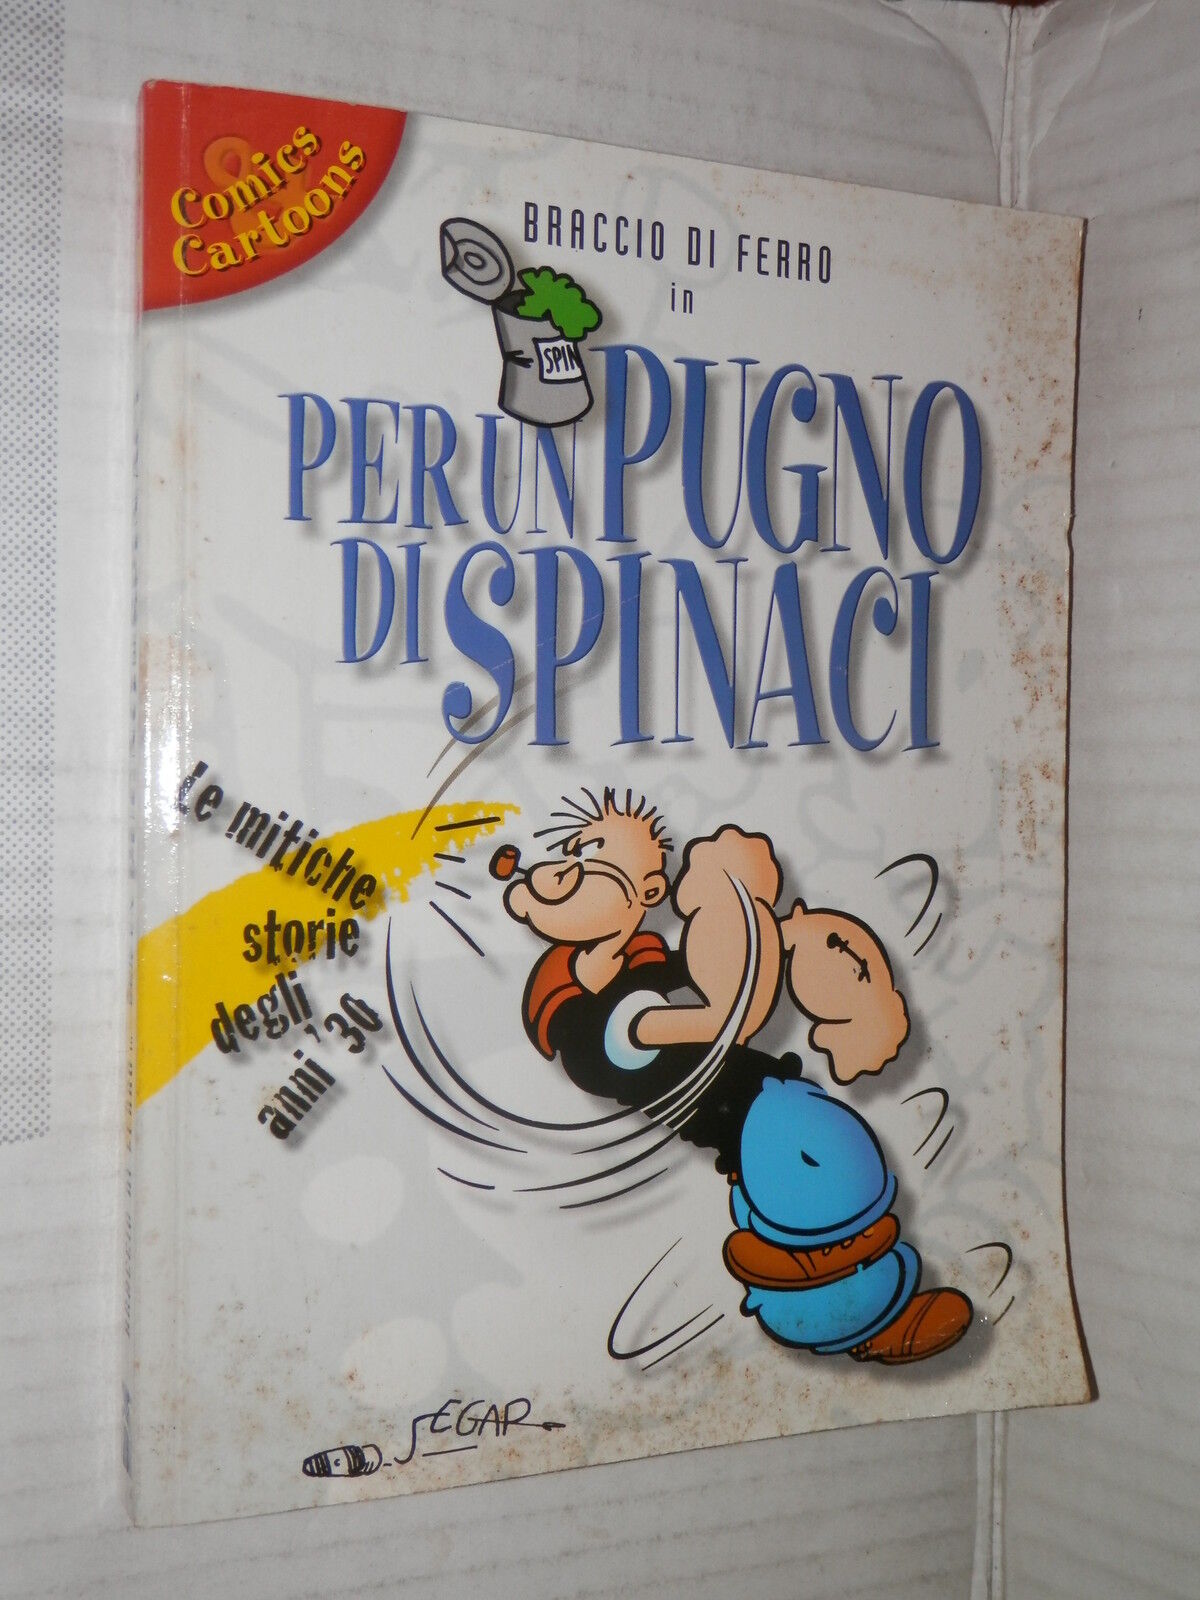 Comics
&
Cartoons
BRACCIO DI FERRO
in
SPIN
PER UN PUGNO
DI SPINACI
Le mitiche
storie
degli
anni '30
SEGAR